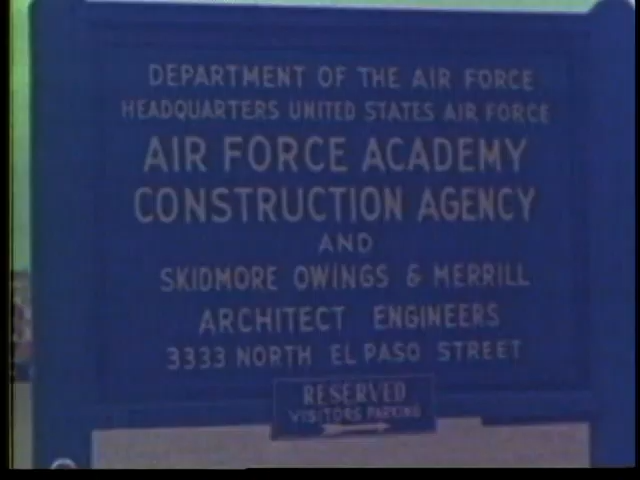 DEPARTMENT OF THE AIR FORCE
HEADQUARTERS UNITED STATES AIR FORCE
AIR FORCE ACADEMY
CONSTRUCTION AGENCY
AND
SKIDMORE OWINGS & MERRILL
ARCHITECT ENGINEERS
3333 NORTH EL PASO STREET
RESERVED
VISITORS PARKING